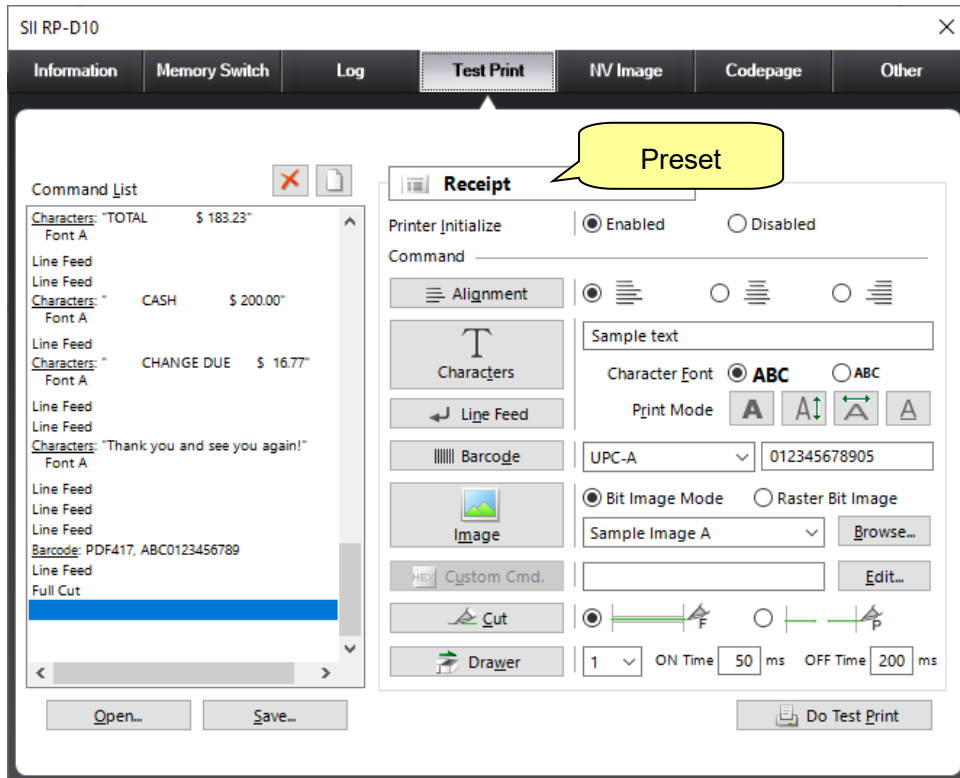 SII RP-D10
Information Memory Switch Log Test Print NV Image Codepage Other
Preset
Command List
Receipt
Characters: "TOTAL $ 183.23"
Font A
Line Feed
Line Feed
Characters: " CASH $ 200.00"
Font A
Line Feed
Characters: " CHANGE DUE $ 16.77"
Font A
Line Feed
Line Feed
Characters: "Thank you and see you again!"
Font A
Line Feed
Line Feed
Line Feed
Barcode: PDF417, ABC0123456789
Line Feed
Full Cut
Open... Save...
Printer Initialize Enabled Disabled
Command
Alignment
Characters
Sample text
Character Font ABC ABC
Print Mode A A A A
Line Feed
Barcode UPC-A 012345678905
Image
Bit Image Mode Raster Bit Image
Sample Image A Browse...
HEX Custom Cmd. Edit...
Cut F P
Drawer 1 ON Time 50 ms OFF Time 200 ms
Do Test Print